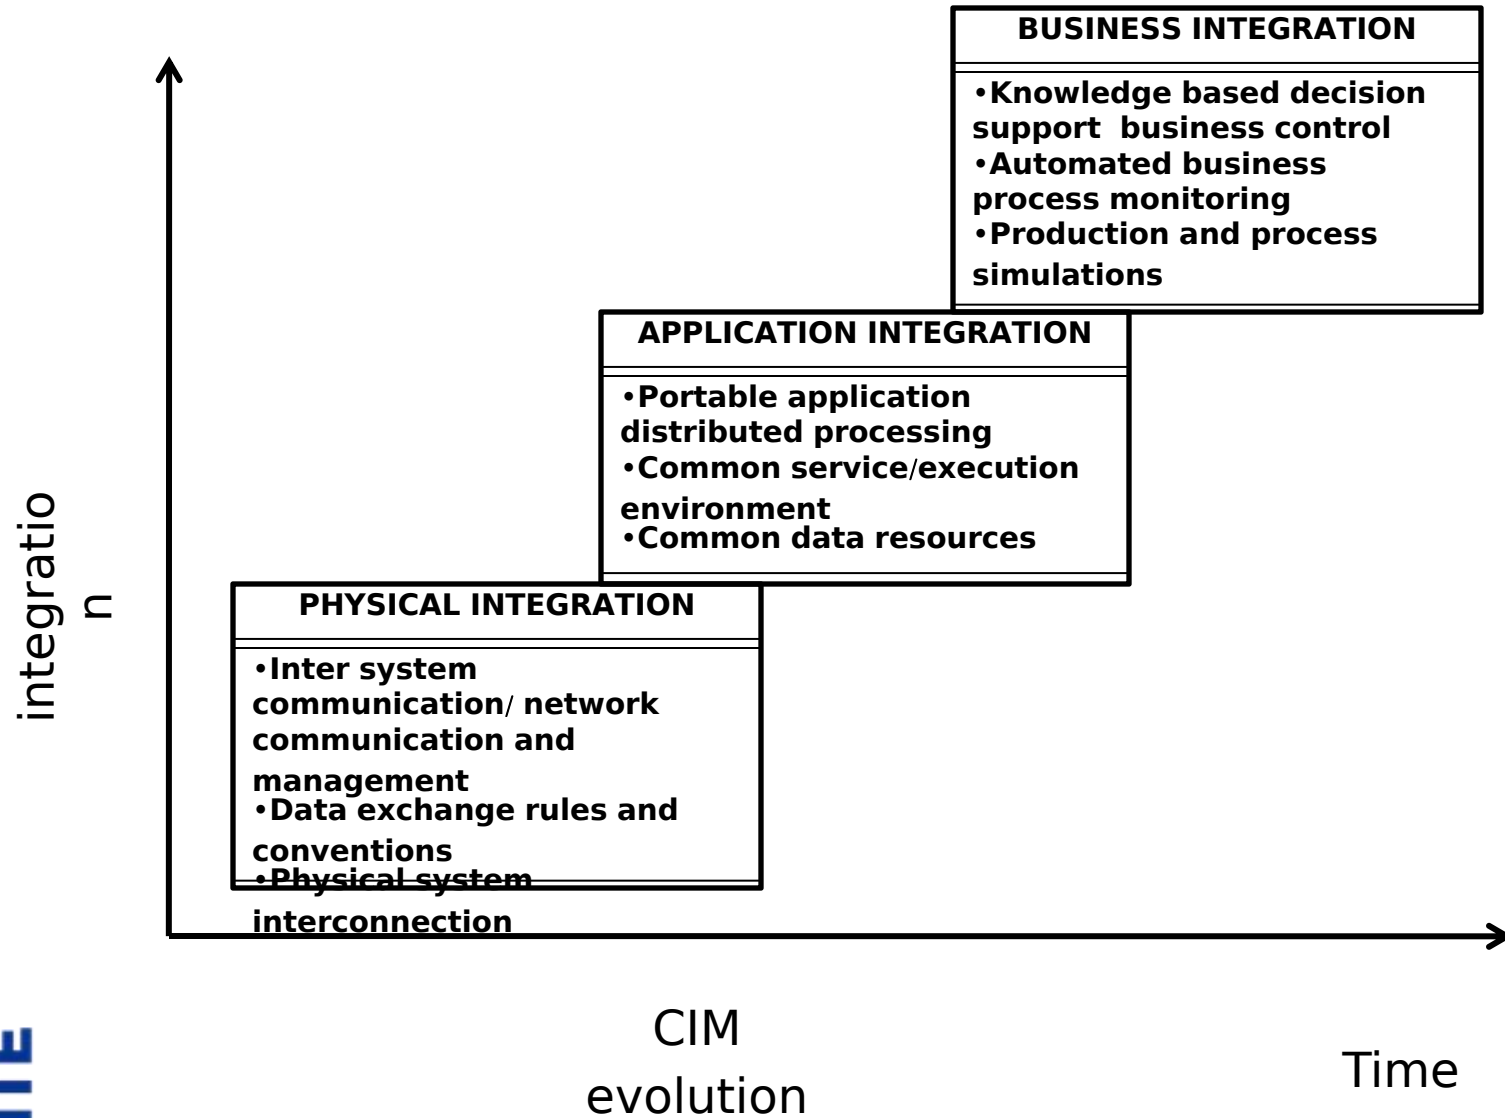 BUSINESS INTEGRATION
•Knowledge based decision
support business control
•Automated business
process monitoring
•Production and process
simulations
APPLICATION INTEGRATION
•Portable application
distributed processing
•Common service/execution
environment
•Common data resources
PHYSICAL INTEGRATION
•Inter system
communication/ network
communication and
management
•Data exchange rules and
conventions
•Physical system
interconnection
integratio
n
CIM
evolution
Time